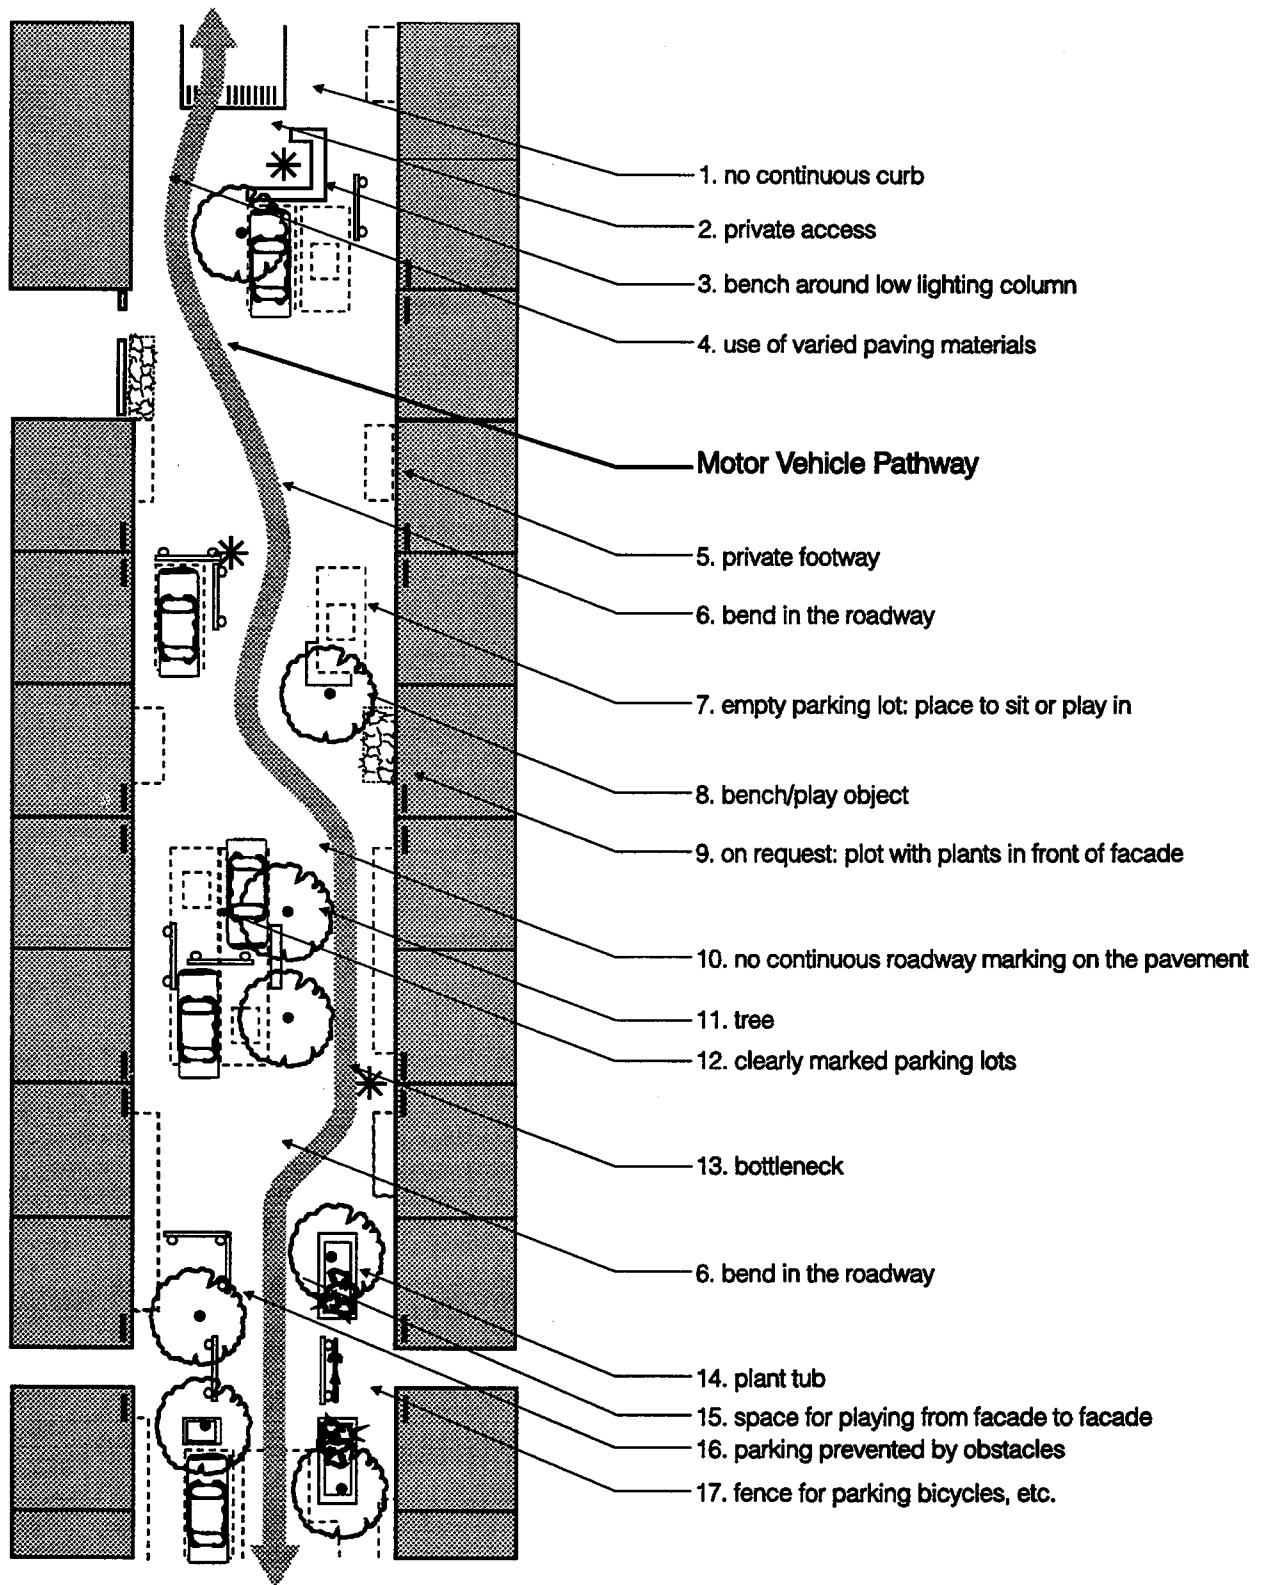 1. no continuous curb
2. private access
3. bench around low lighting column
4. use of varied paving materials
Motor Vehicle Pathway
5. private footway
6. bend in the roadway
7. empty parking lot: place to sit or play in
8. bench/play object
9. on request: plot with plants in front of facade
10. no continuous roadway marking on the pavement
11. tree
12. clearly marked parking lots
13. bottleneck
6. bend in the roadway
14. plant tub
15. space for playing from facade to facade
16. parking prevented by obstacles
17. fence for parking bicycles, etc.